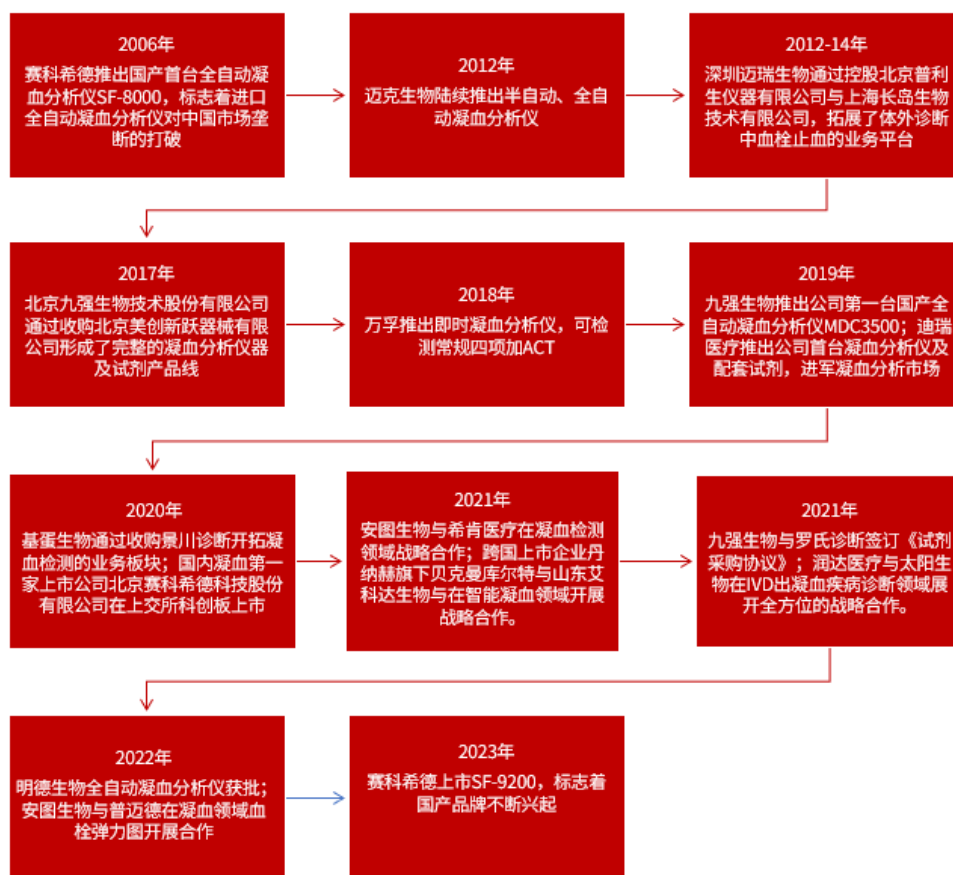 2006年
赛科希德推出国产首台全自动凝
血分析仪SF-8000，标志着进口
全自动凝血分析仪对中国市场垄
断的打破
2012年
迈克生物陆续推出半自动、全自
动凝血分析仪
2012-14年
深圳迈瑞生物通过控股北京普利
生仪器有限公司与上海长岛生物
技术有限公司，拓展了体外诊断
中血栓止血的业务平台
2017年
北京九强生物技术股份有限公司
通过收购北京美创新跃器械有限
公司形成了完整的凝血分析仪器
及试剂产品线
2018年
万孚推出即时凝血分析仪，可检
测常规四项加ACT
2019年
九强生物推出公司第一台国产全
自动凝血分析仪MDC3500；迪瑞
医疗推出公司首台凝血分析仪及
配套试剂，进军凝血分析市场
2020年
基蛋生物通过收购景川诊断开拓凝
血检测的业务板块；国内凝血第一
家上市公司北京赛科希德科技股份
有限公司在上交所科创板上市
2021年
安图生物与希肯医疗在凝血检测
领域战略合作；跨国上市企业丹
纳赫旗下贝克曼库尔特与山东艾
科达生物与在智能凝血领域开展
战略合作。
2021年
九强生物与罗氏诊断签订《试剂
采购协议》；润达医疗与太阳生
物在IVD出凝血疾病诊断领域展
开全方位的战略合作。
2022年
明德生物全自动凝血分析仪获批；
安图生物与普迈德在凝血领域血
栓弹力图开展合作
2023年
赛科希德上市SF-9200，标志着
国产品牌不断兴起